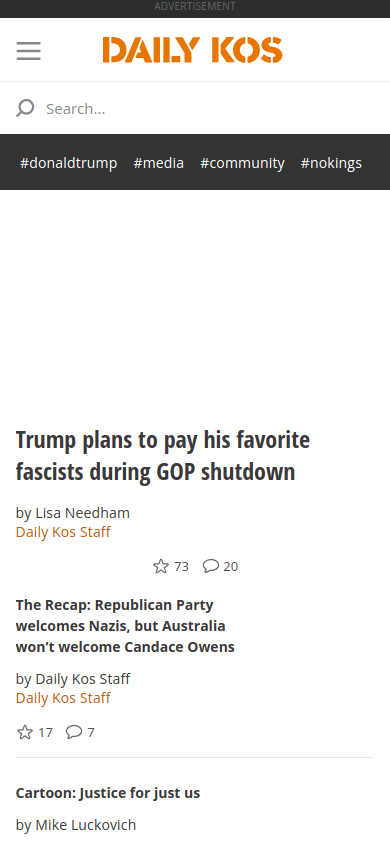 ADVERTISEMENT
DAILY KOS
Search...
#donaldtrump #media #community #nokings
Trump plans to pay his favorite
fascists during GOP shutdown
by Lisa Needham
Daily Kos Staff
73 20
The Recap: Republican Party
welcomes Nazis, but Australia
won’t welcome Candace Owens
by Daily Kos Staff
Daily Kos Staff
17 7
Cartoon: Justice for just us
by Mike Luckovich